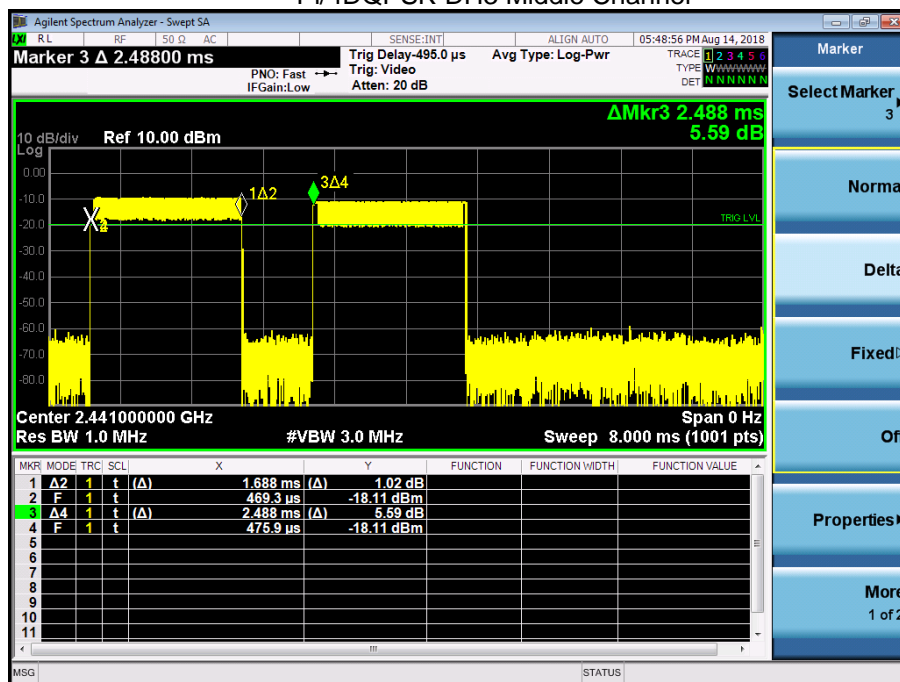 Agilent Spectrum Analyzer - Swept SA
LXI RL RF 50 Ω AC SENSE:INT ALIGN AUTO 05:48:56 PM Aug 14, 2018
Marker 3 Δ 2.48800 ms
PNO: Fast
IFGain:Low
Trig Delay-495.0 µs
Trig: Video
Atten: 20 dB
Avg Type: Log-Pwr
TRACE 1 2 3 4 5 6
TYPE WWWWWWW
DET N N N N N N
ΔMkr3 2.488 ms
5.59 dB
10 dB/div Ref 10.00 dBm
Log
0.00
-10.0
-20.0
-30.0
-40.0
-50.0
-60.0
-70.0
-80.0
1Δ2
3Δ4
TRIG LVL
Center 2.441000000 GHz Span 0 Hz
Res BW 1.0 MHz #VBW 3.0 MHz Sweep 8.000 ms (1001 pts)
MKR MODE TRC SCL X Y FUNCTION FUNCTION WIDTH FUNCTION VALUE
1 Δ2 1 t (Δ) 1.688 ms (Δ) 1.02 dB
2 F 1 t 469.3 µs -18.11 dBm
3 Δ4 1 t (Δ) 2.488 ms (Δ) 5.59 dB
4 F 1 t 475.9 µs -18.11 dBm
5
6
7
8
9
10
11
MSG STATUS
Marker
Select Marker
3
Norma
Delta
Fixed
Of
Properties
More
1 of 2